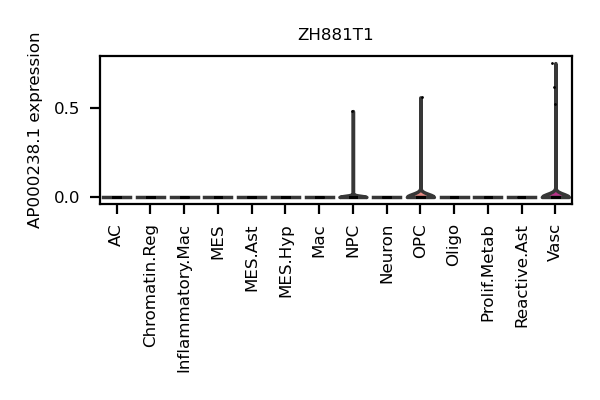 ZH881T1
AP000238.1 expression
0.5
0.0
AC
Chromatin.Reg
Inflammatory.Mac
MES
MES.Ast
MES.Hyp
Mac
NPC
Neuron
OPC
Oligo
Prolif.Metab
Reactive.Ast
Vasc